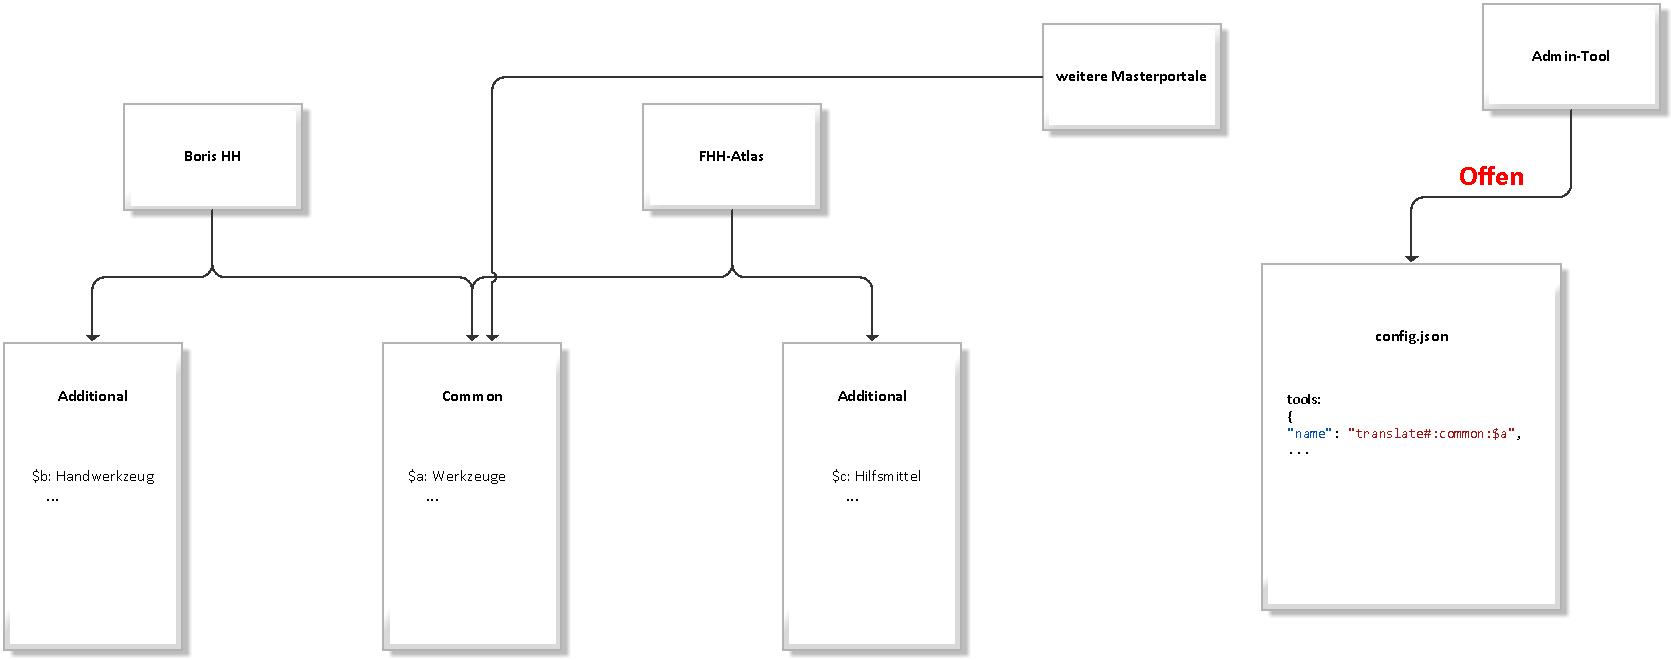 weitere Masterportale
Admin-Tool
Boris HH
FHH-Atlas
Offen
Additional
$b: Handwerkzeug
...
Common
$a: Werkzeuge
...
Additional
$c: Hilfsmittel
...
config.json
tools:
{
"name": "translate#:common:$a",
...